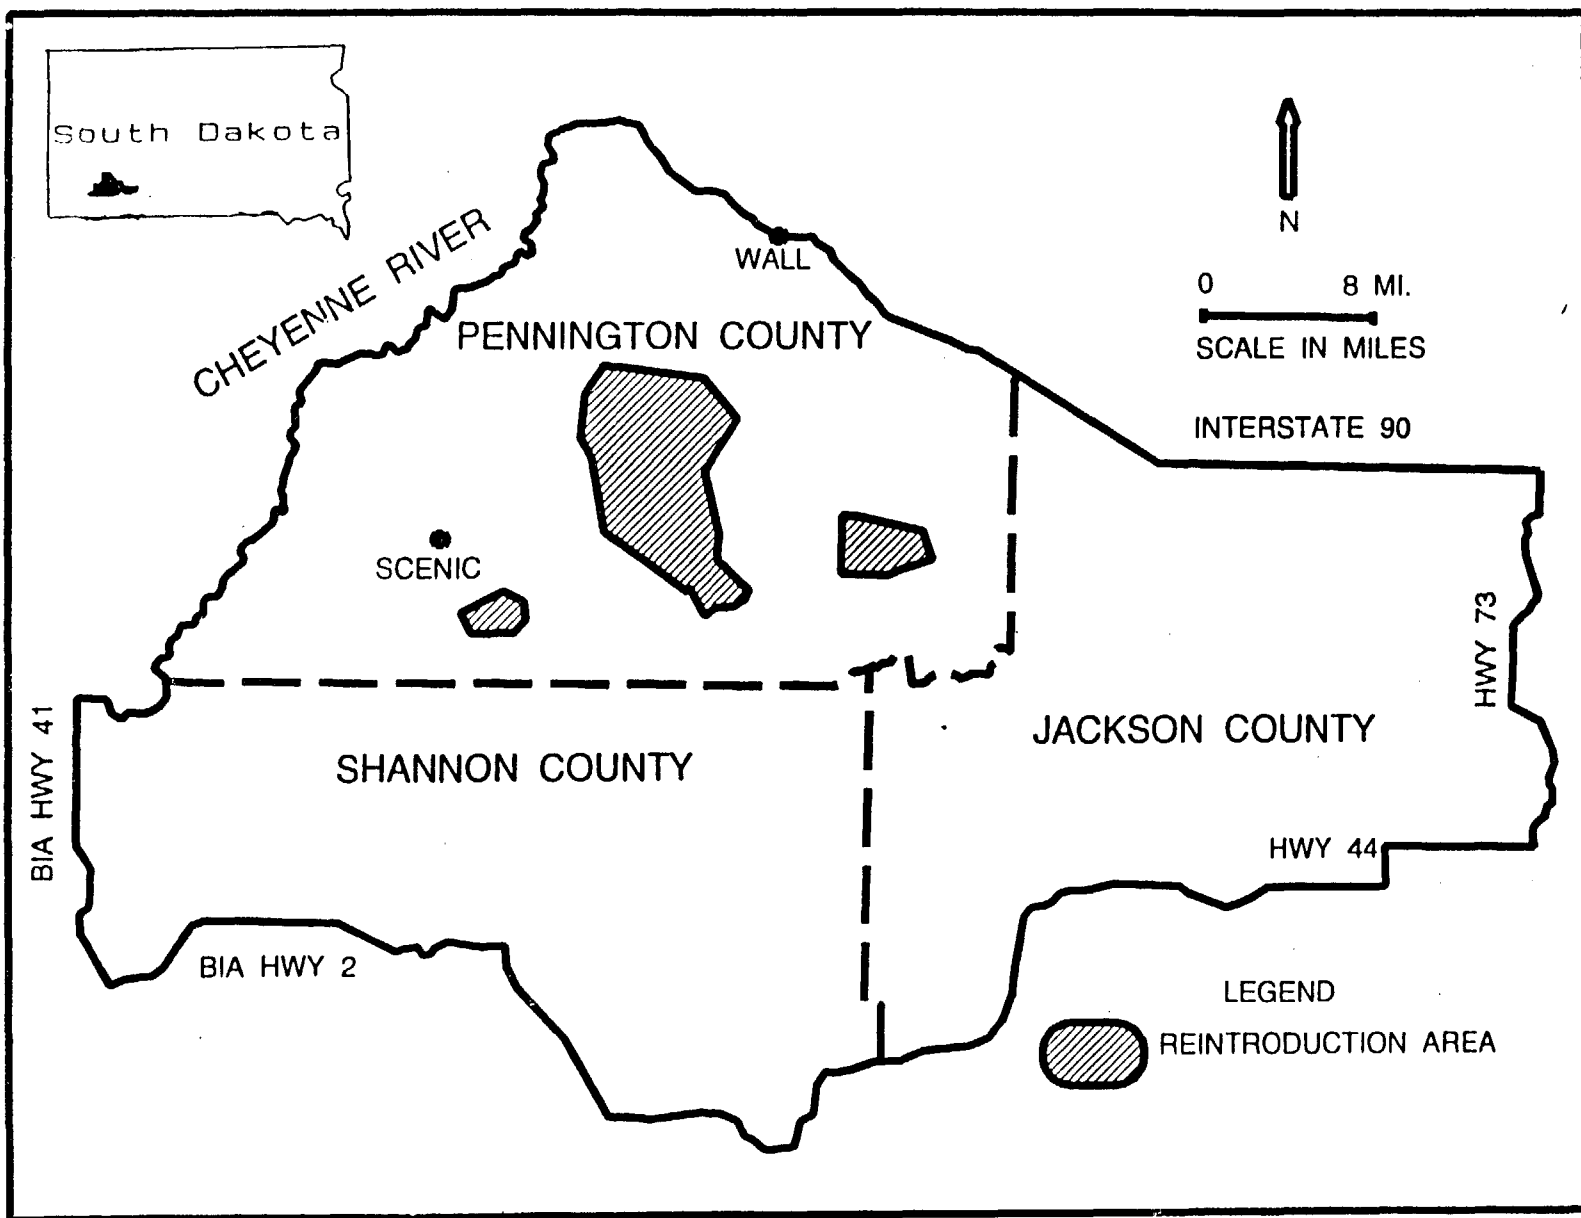 South Dakota
CHEYENNE RIVER
WALL
N
0 8 MI.
SCALE IN MILES
PENNINGTON COUNTY
INTERSTATE 90
SCENIC
HWY 73
BIA HWY 41
SHANNON COUNTY
JACKSON COUNTY
HWY 44
BIA HWY 2
LEGEND
REINTRODUCTION AREA